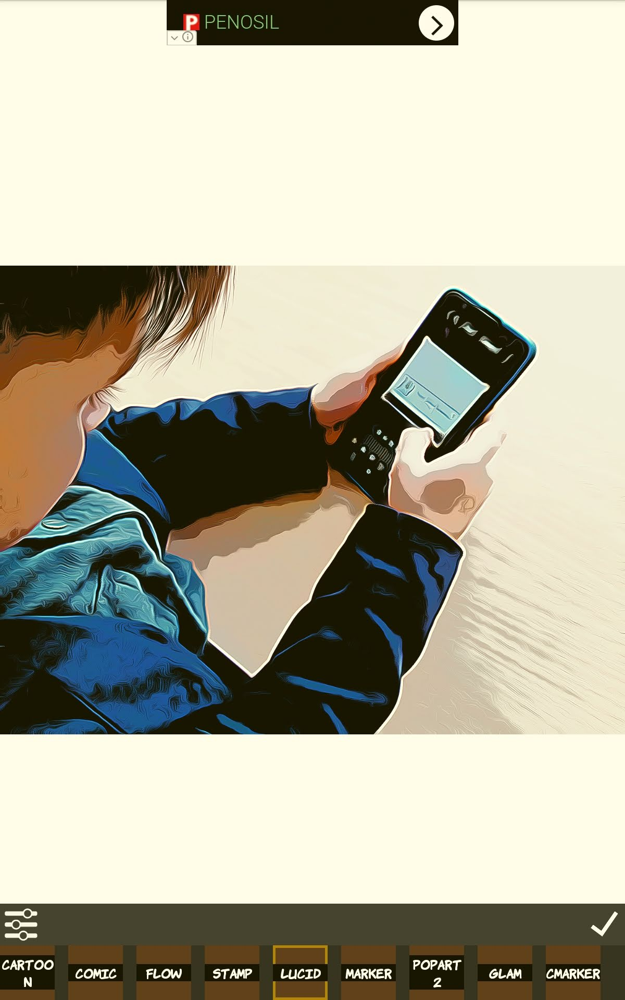 P PENOSIL
CARTOO
N
COMIC
FLOW
STAMP
LUCID
MARKER
POPART
2
GLAM
CMARKER